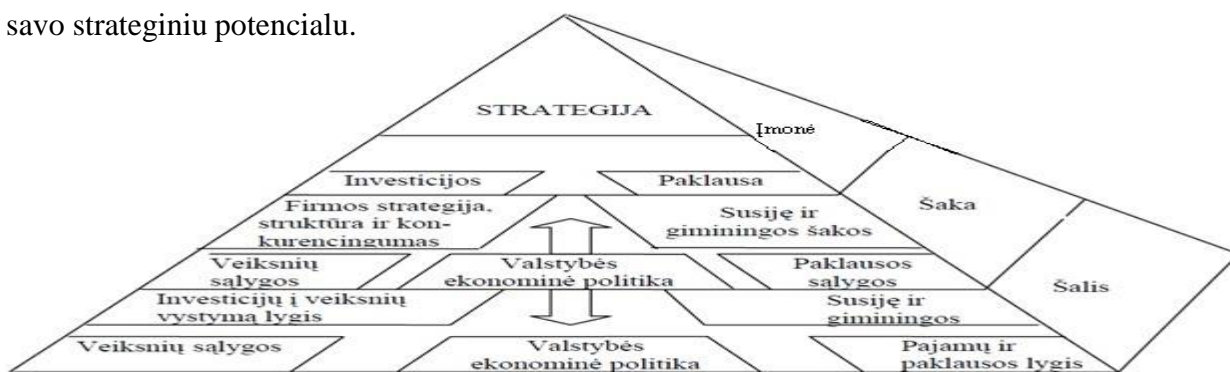 savo strateginiu potencialu.
STRATEGIJA
Įmonė
Investicijos
Paklausa
Firmos strategija,
struktūra ir kon-
kurencingumas
Susiję ir
giminingos šakos
Šaka
Veiksnių
sąlygos
Valstybės
ekonominė politika
Paklausos
sąlygos
Šalis
Investicijų į veiksnių
vystymą lygis
Susiję ir
giminingos
Veiksnių sąlygos
Valstybės
ekonominė politika
Pajamų ir
paklausos lygis